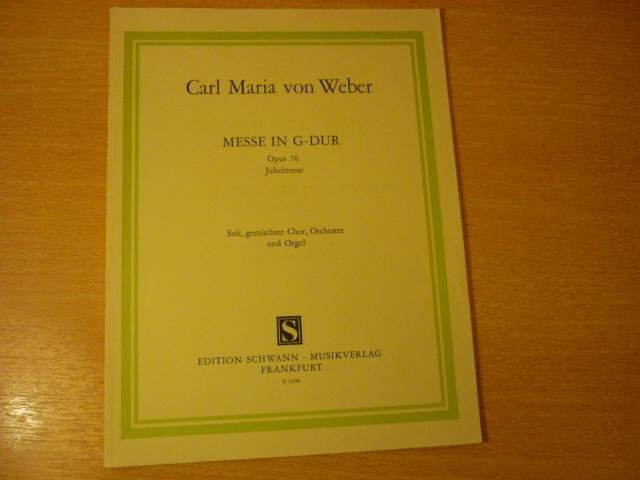 Carl Maria von Weber
MESSE IN G-DUR
Opus 76
Jubelmesse
Soli, gemischter Chor, Orchester
und Orgel
S
EDITION SCHWANN · MUSIKVERLAG
FRANKFURT